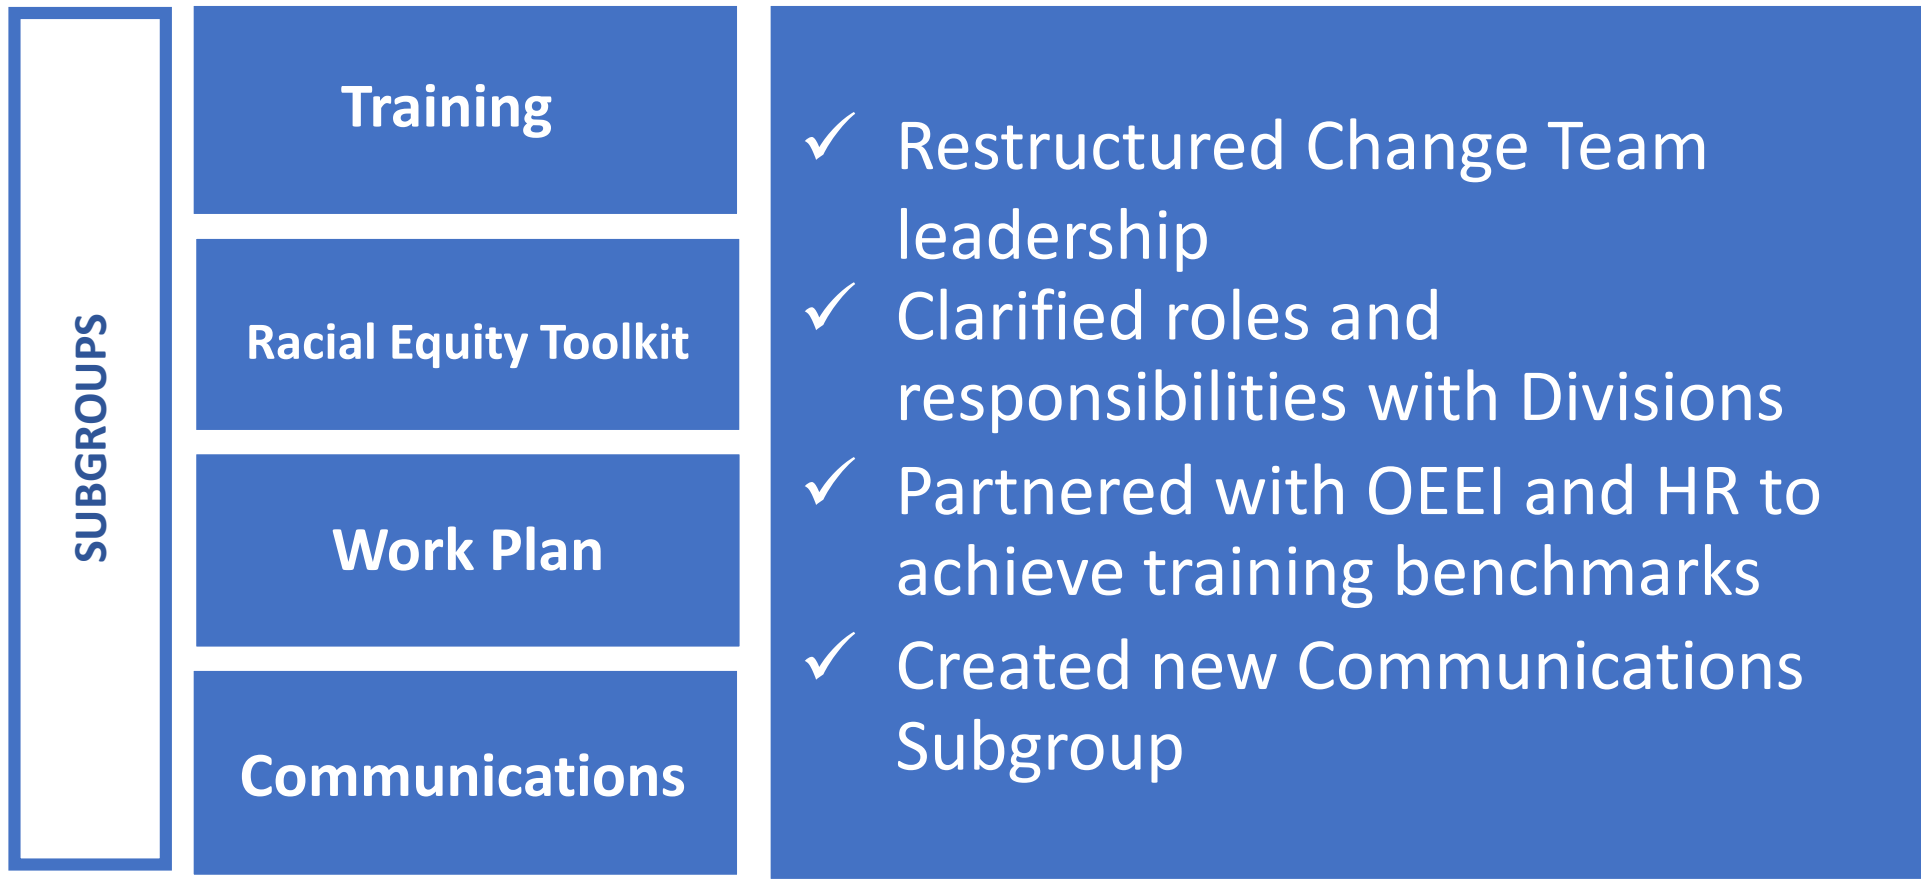 SUBGROUPS
Training
Racial Equity Toolkit
Work Plan
Communications
✓ Restructured Change Team
leadership
✓ Clarified roles and
responsibilities with Divisions
✓ Partnered with OEEI and HR to
achieve training benchmarks
✓ Created new Communications
Subgroup